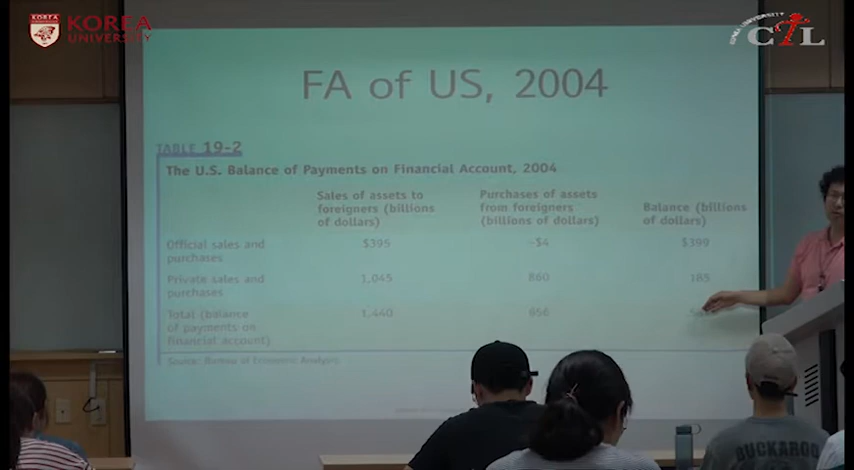 KOREA
UNIVERSITY
CTL
FA of US, 2004
TABLE 19-2
The U.S. Balance of Payments on Financial Account, 2004
Sales of assets to foreigners (billions of dollars)
Purchases of assets from foreigners (billions of dollars)
Balance (billions of dollars)
Official sales and purchases
$395
-$4
$399
Private sales and purchases
1,045
860
185
Total (balance of payments on financial account)
1,440
856
Source: Bureau of Economic Analysis
BUCKAROO